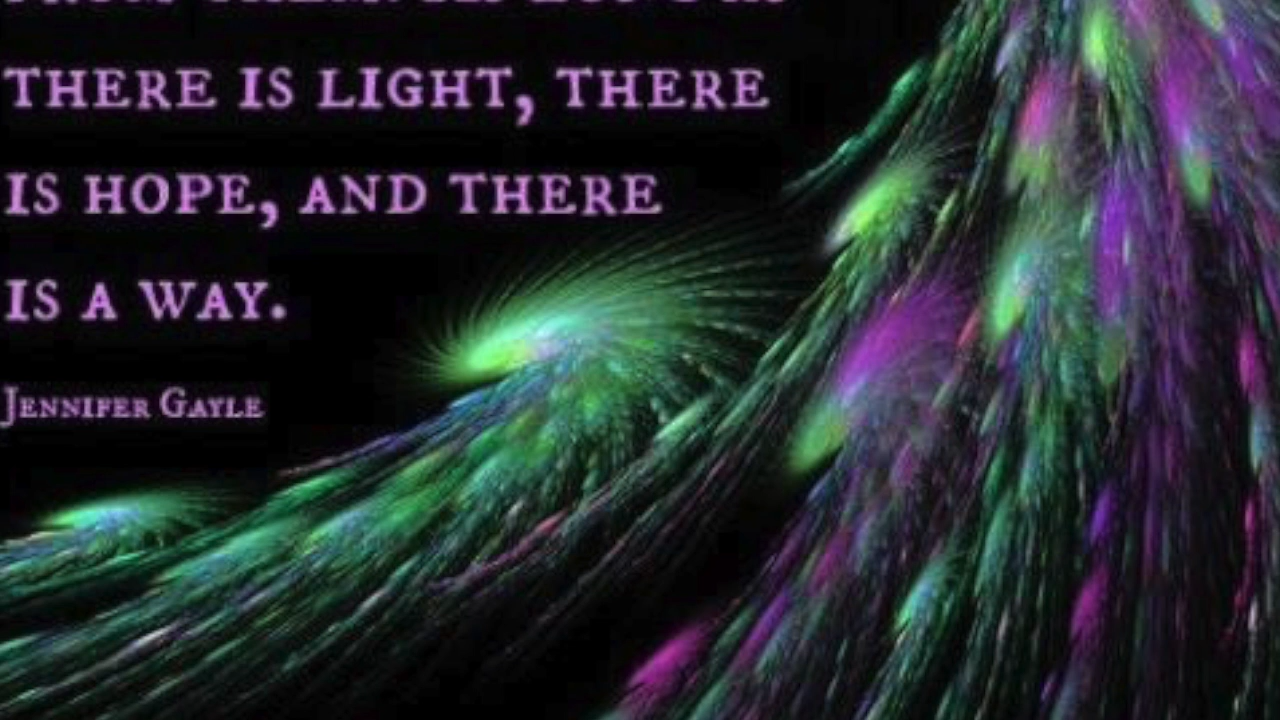 THERE IS LIGHT, THERE
IS HOPE, AND THERE
IS A WAY.
JENNIFER GAYLE